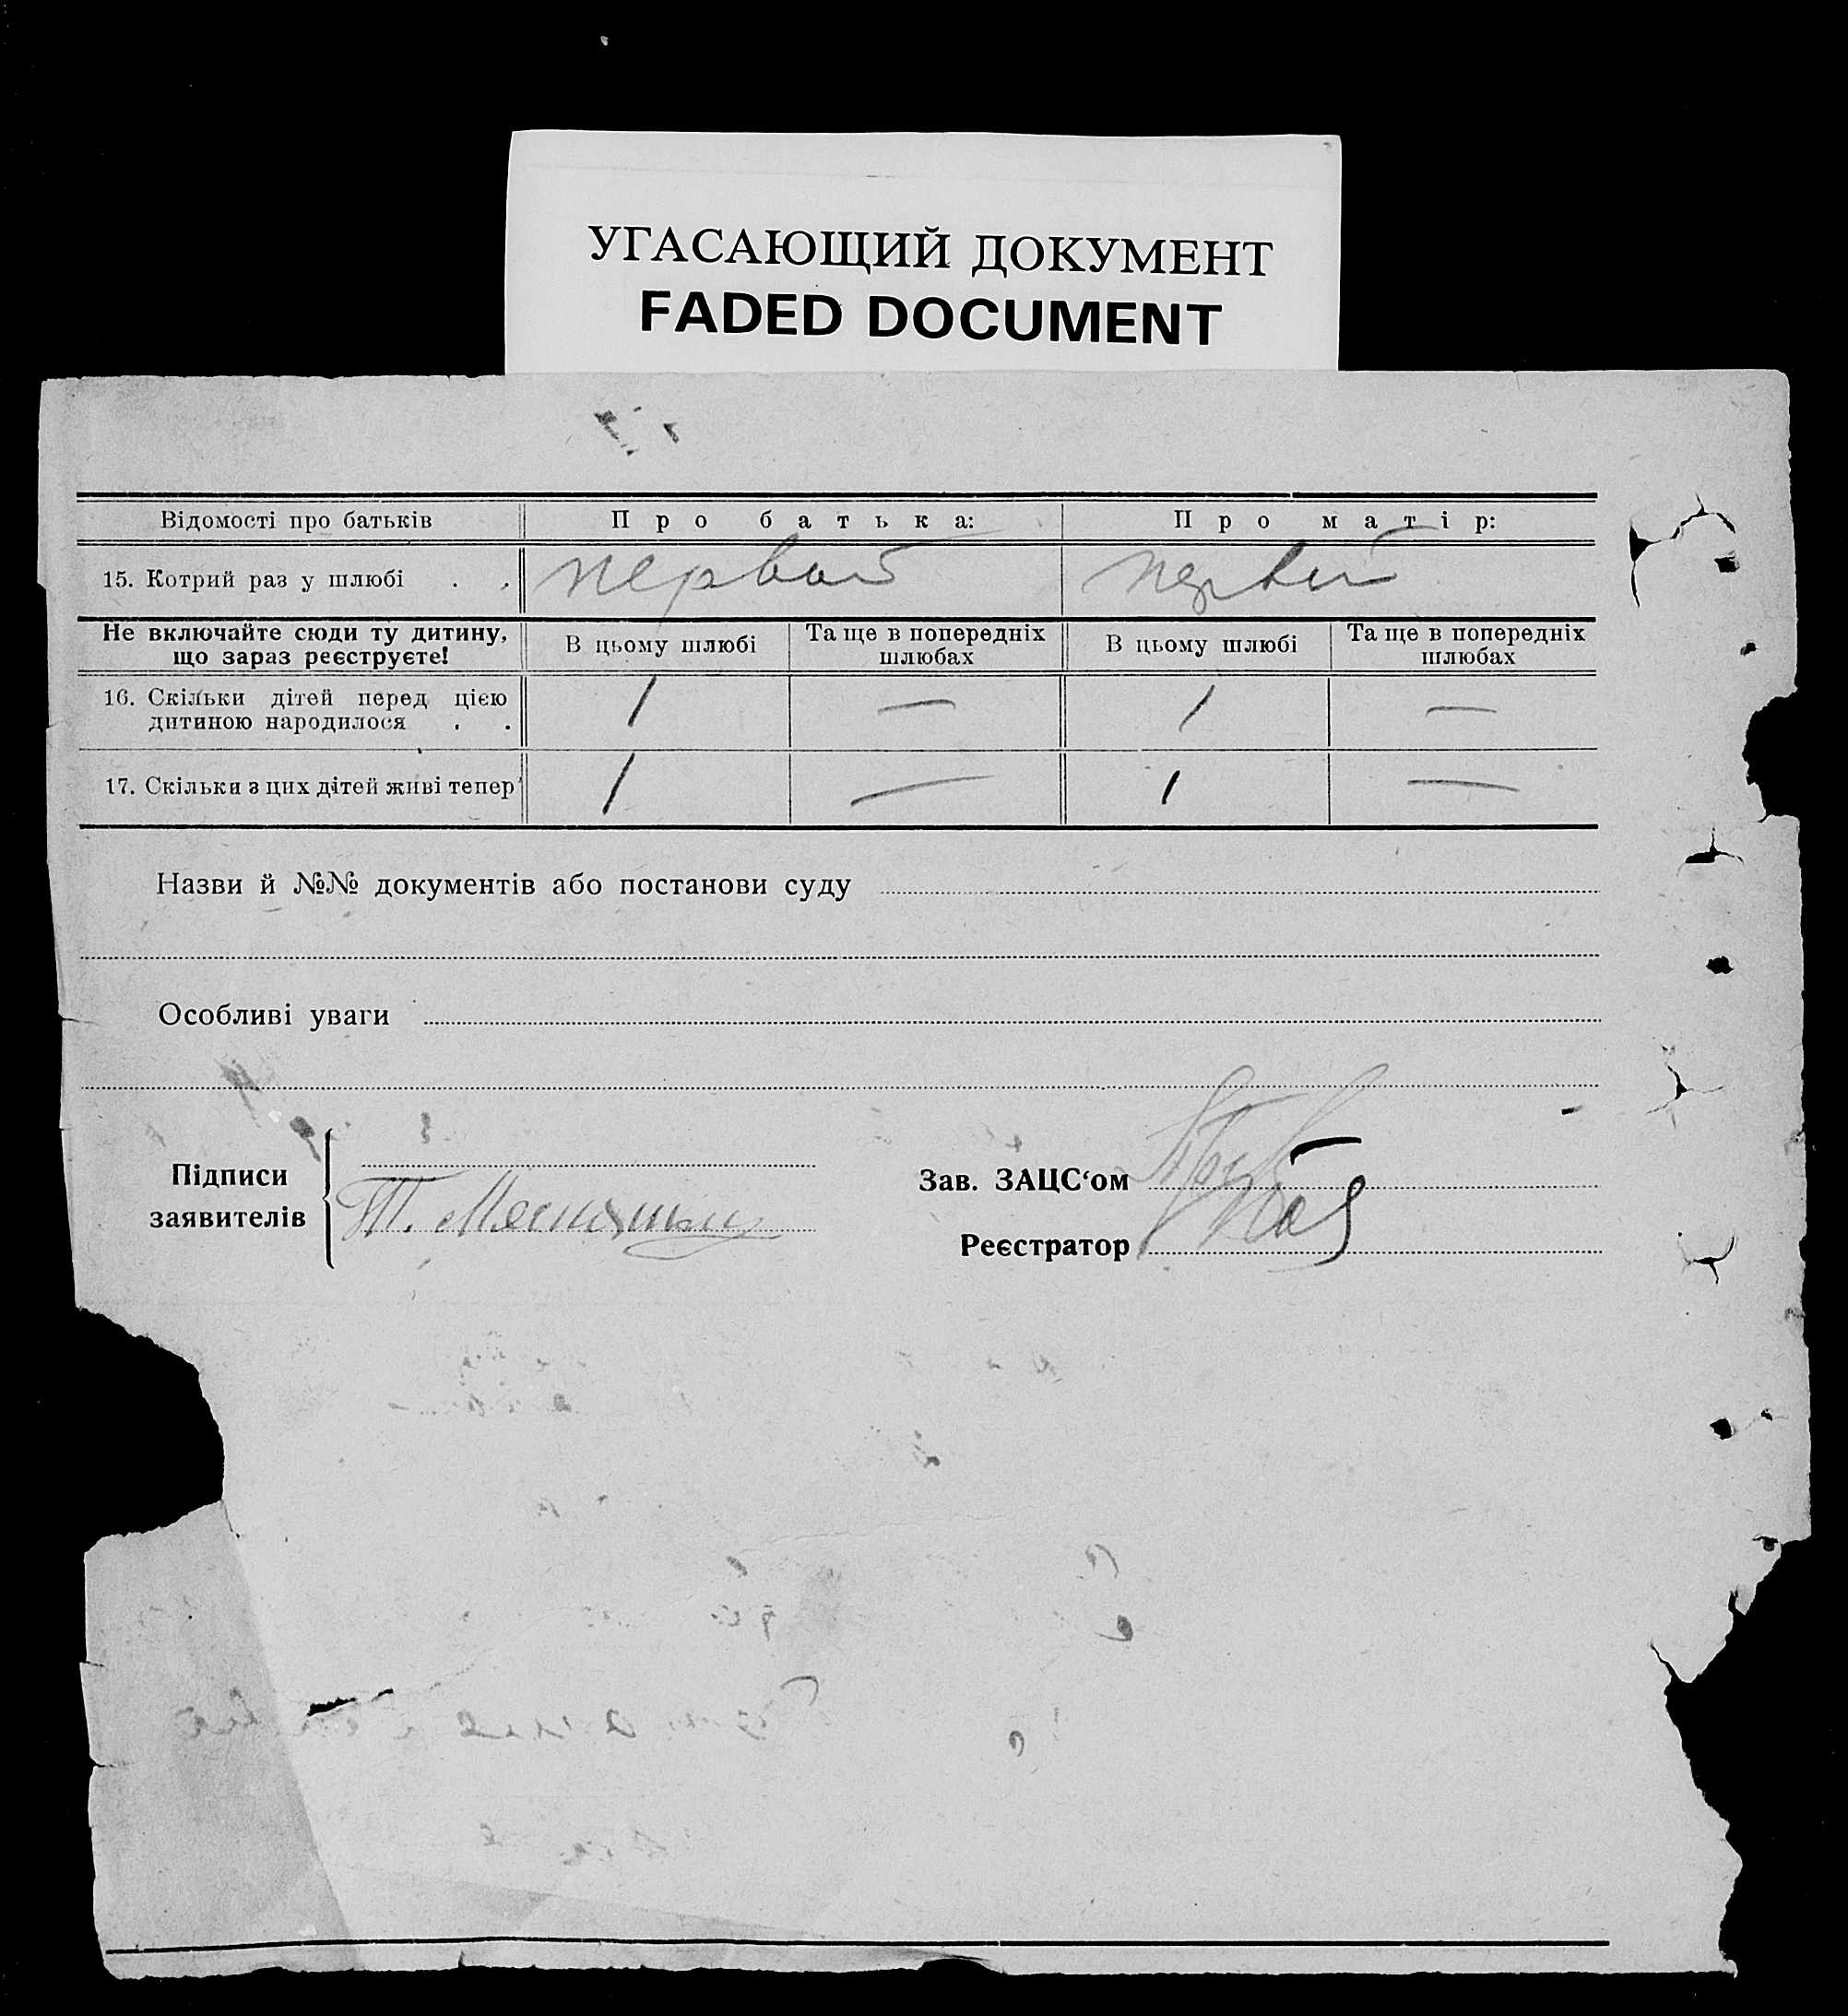 УГАСАЮЩИЙ ДОКУМЕНТ
FADED DOCUMENT
Відомості про батьків Про батька: Про матір:
15. Котрий раз у шлюбі . . первый первый
Не включайте сюди ту дитину, що зараз реєструєте! В цьому шлюбі Та ще в попередніх шлюбах В цьому шлюбі Та ще в попередніх шлюбах
16. Скільки дітей перед цією
дитиною народилося . . 1 — 1 —
17. Скільки з цих дітей живі тепер 1 — 1 —
Назви й №№ документів або постанови суду
Особливі уваги
Підписи
заявителів
Т.
Зав. ЗАЦС‘ом
Реєстратор